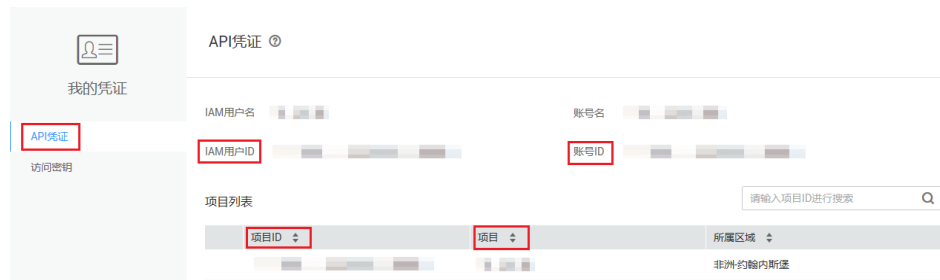 API凭证
我的凭证
API凭证
访问密钥
IAM用户名
账号名
IAM用户ID
账号ID
项目列表
请输入项目ID进行搜索
项目ID
项目
所属区域
非洲-约翰内斯堡